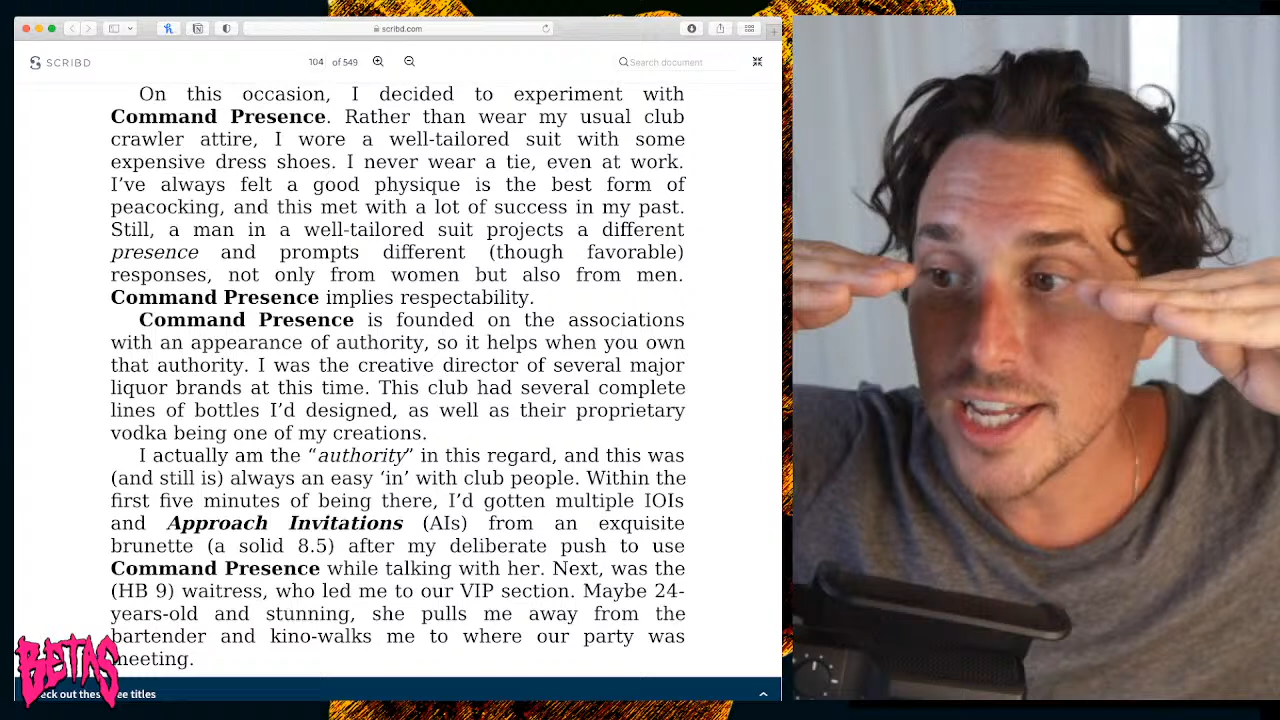 scribd.com
SCRIBD
104 of 549
Search document
On this occasion, I decided to experiment with
Command Presence. Rather than wear my usual club
crawler attire, I wore a well-tailored suit with some
expensive dress shoes. I never wear a tie, even at work.
I’ve always felt a good physique is the best form of
peacocking, and this met with a lot of success in my past.
Still, a man in a well-tailored suit projects a different
presence and prompts different (though favorable)
responses, not only from women but also from men.
Command Presence implies respectability.
Command Presence is founded on the associations
with an appearance of authority, so it helps when you own
that authority. I was the creative director of several major
liquor brands at this time. This club had several complete
lines of bottles I’d designed, as well as their proprietary
vodka being one of my creations.
I actually am the “authority” in this regard, and this was
(and still is) always an easy ‘in’ with club people. Within the
first five minutes of being there, I’d gotten multiple IOIs
and Approach Invitations (AIs) from an exquisite
brunette (a solid 8.5) after my deliberate push to use
Command Presence while talking with her. Next, was the
(HB 9) waitress, who led me to our VIP section. Maybe 24-
years-old and stunning, she pulls me away from the
bartender and kino-walks me to where our party was
meeting.
BETAS
eck out thes ee titles